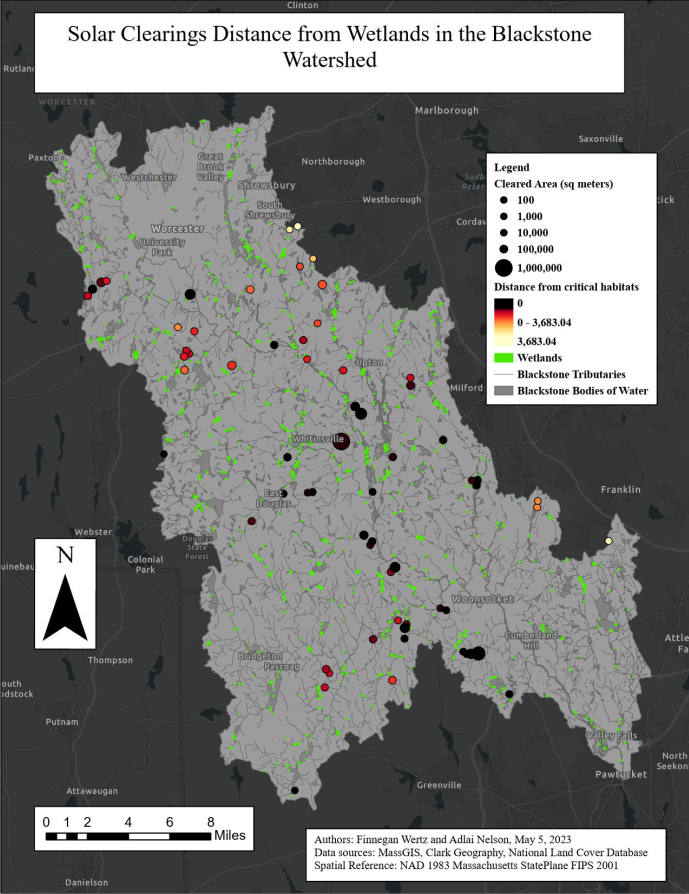 Clinton
Solar Clearings Distance from Wetlands in the Blackstone
Watershed
Rutland
WORCESTER
Marlborough
Saxonville
Paxton
Great
Brook
Valley
Northborough
Westchester
Shrewsbury
Westborough
South
Shrewsbury
Worcester
University
Park
Legend
Cleared Area (sq meters)
100
1,000
10,000
100,000
1,000,000
Distance from critical habitats
0
0 - 3,683.04
3,683.04
Wetlands
Blackstone Tributaries
Blackstone Bodies of Water
tick
Upton
Milford
Whitinsville
East
Douglas
Franklin
Webster
Douglas
State
Forest
Colonial
Park
N
Woonsocket
Cumberland
Hill
Bridgeton
Pascoag
Thompson
Putnam
Valley Falls
North
Seekon
Pawtucket
Attawaugan
Greenville
0 1 2 4 6 8
Miles
Authors: Finnegan Wertz and Adlai Nelson, May 5, 2023
Data sources: MassGIS, Clark Geography, National Land Cover Database
Spatial Reference: NAD 1983 Massachusetts StatePlane FIPS 2001
Danielson